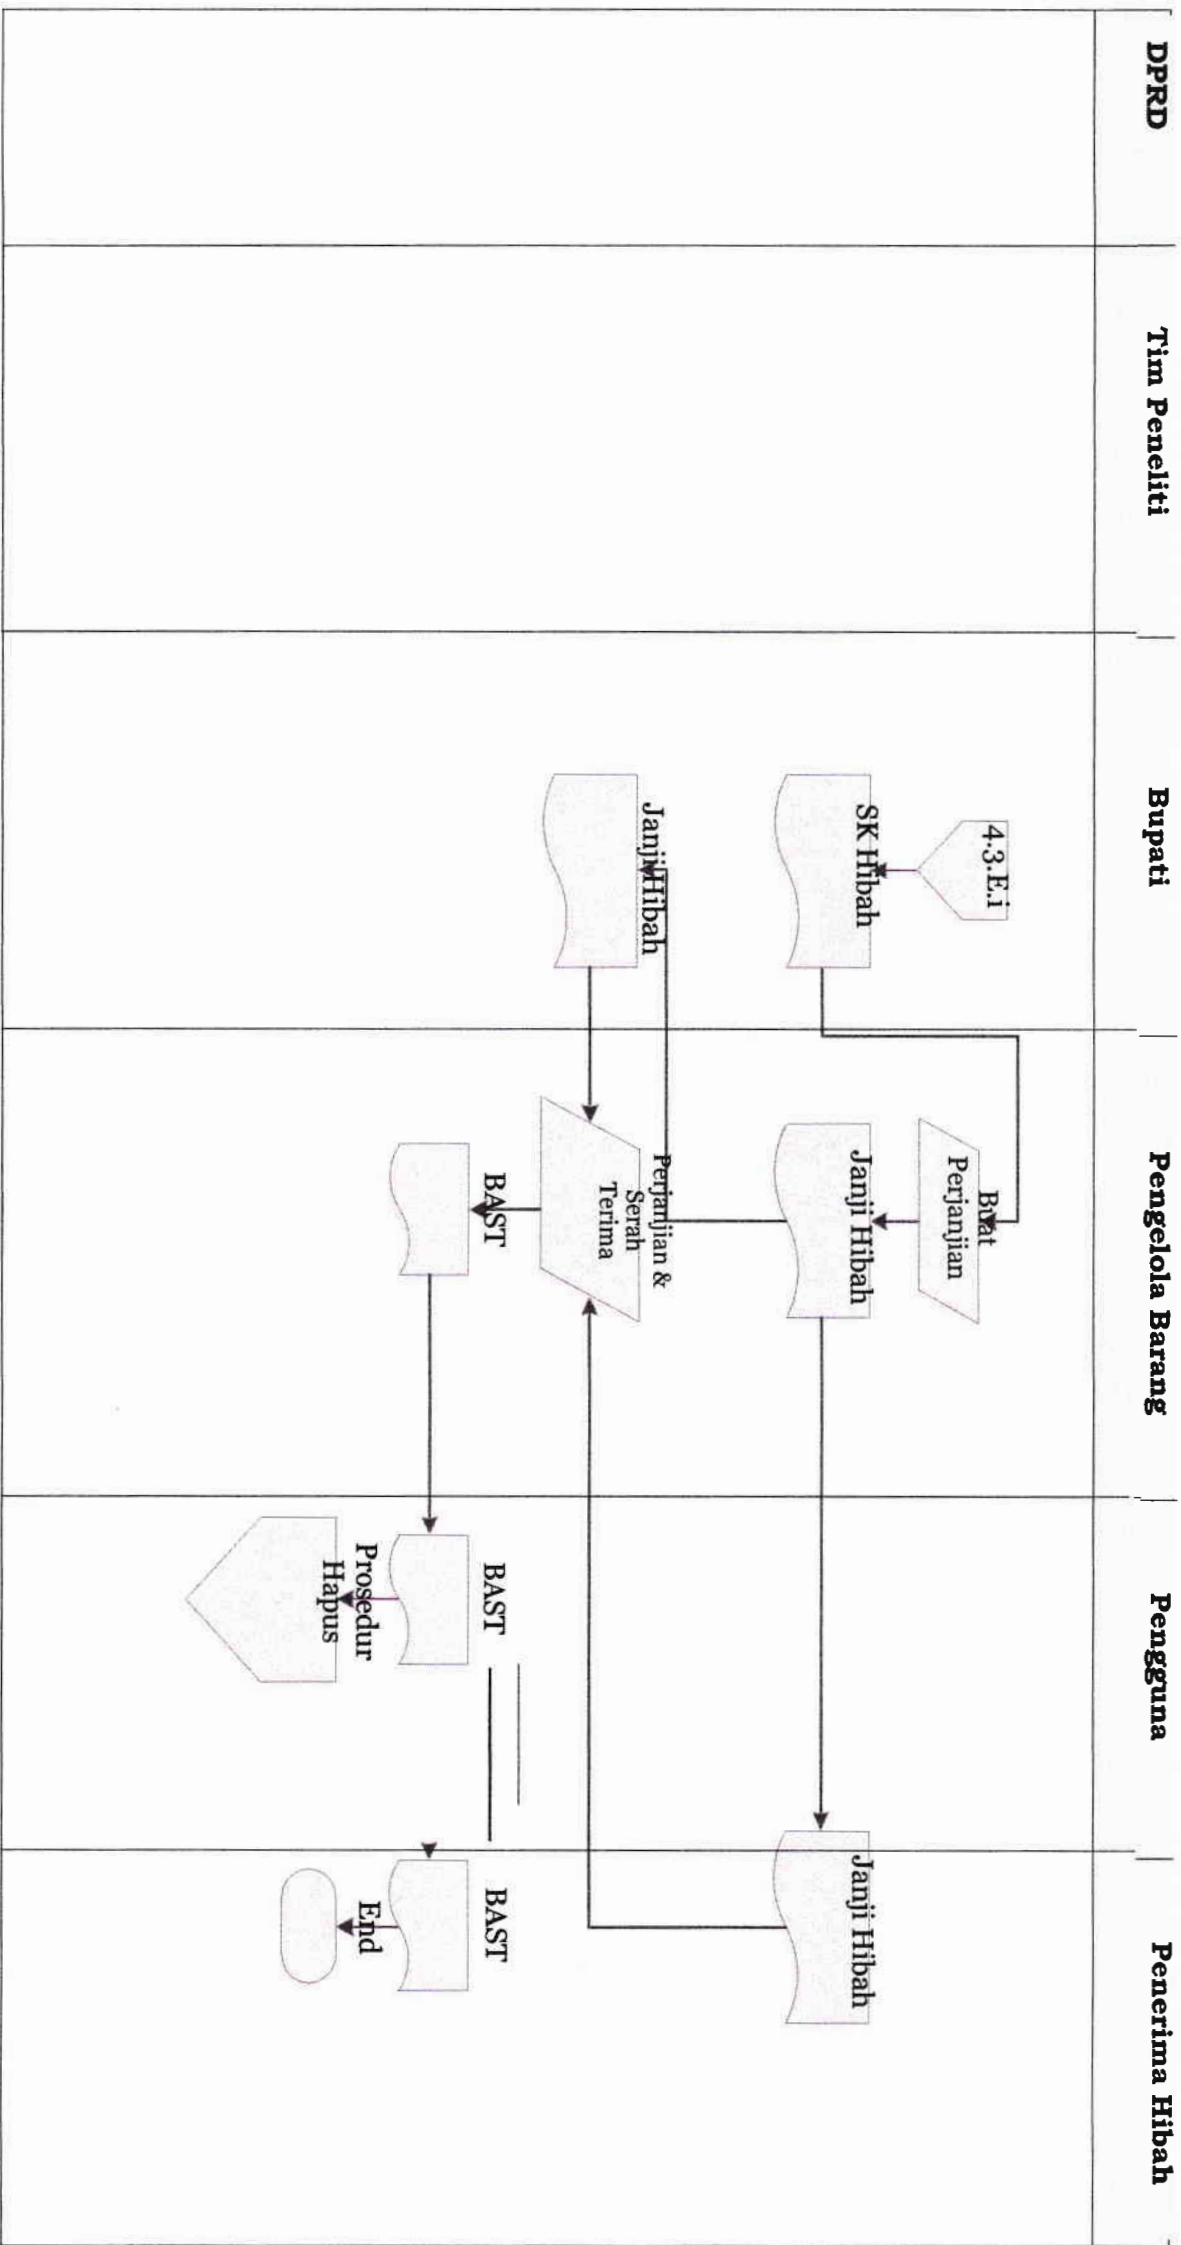 DPRD
Tim Peneliti
Bupati
Pengelola Barang
Pengguna
Penerima Hibah
4.3.E.i
Buat
Perjanjian
SK Hibah
Janji Hibah
Janji Hibah
Janji Hibah
Perjanjian &
Serah
Terima
BAST
BAST
BAST
Prosedur
Hapus
End